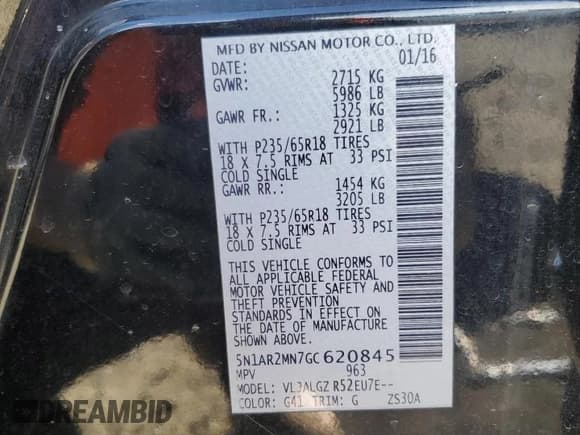 MFD BY NISSAN MOTOR CO., LTD.
DATE: 01/16
GVWR: 2715 KG
5986 LB
GAWR FR.: 1325 KG
2921 LB
WITH P235/65R18 TIRES
18 X 7.5 RIMS AT 33 PSI
COLD SINGLE
GAWR RR.: 1454 KG
3205 LB
WITH P235/65R18 TIRES
18 X 7.5 RIMS AT 33 PSI
COLD SINGLE
THIS VEHICLE CONFORMS TO
ALL APPLICABLE FEDERAL
MOTOR VEHICLE SAFETY AND
THEFT PREVENTION
STANDARDS IN EFFECT ON
THE DATE OF MANUFACTURE
SHOWN ABOVE.
5N1AR2MN7GC620845
MPV 963
MODEL: VL3ALGZ R52EU7E--
COLOR: G41 TRIM: G ZS30A
DREAMBID